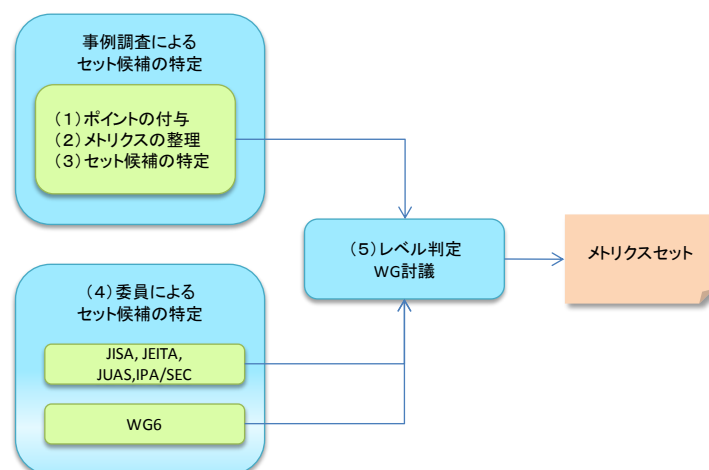 事例調査による
セット候補の特定
（1）ポイントの付与
（2）メトリクスの整理
（3）セット候補の特定
（4）委員による
セット候補の特定
JISA, JEITA,
JUAS,IPA/SEC
WG6
（5）レベル判定
WG討議
メトリクスセット